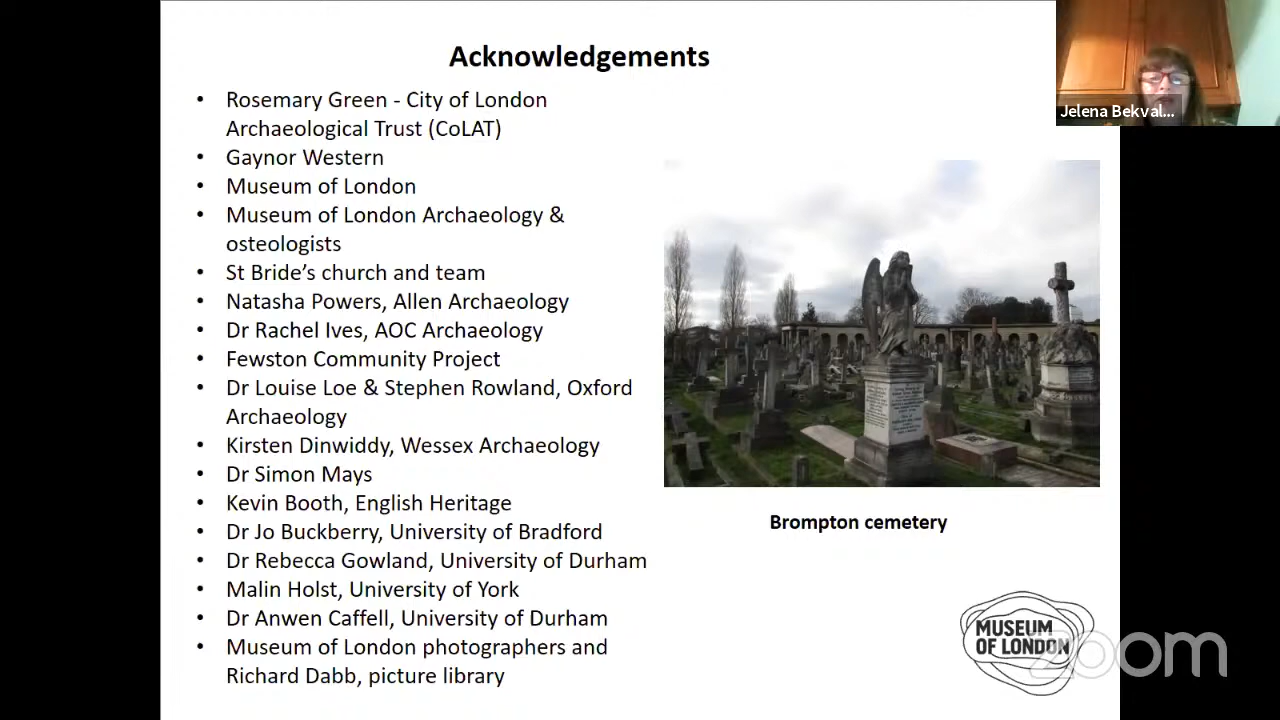 Acknowledgements
• Rosemary Green - City of London
Archaeological Trust (CoLAT)
• Gaynor Western
• Museum of London
• Museum of London Archaeology &
osteologists
• St Bride's church and team
• Natasha Powers, Allen Archaeology
• Dr Rachel Ives, AOC Archaeology
• Fewston Community Project
• Dr Louise Loe & Stephen Rowland, Oxford
Archaeology
• Kirsten Dinwiddy, Wessex Archaeology
• Dr Simon Mays
• Kevin Booth, English Heritage
• Dr Jo Buckberry, University of Bradford
• Dr Rebecca Gowland, University of Durham
• Malin Holst, University of York
• Dr Anwen Caffell, University of Durham
• Museum of London photographers and
Richard Dabb, picture library
Jelena Bekval...
Brompton cemetery
MUSEUM
OF LONDON
zoom